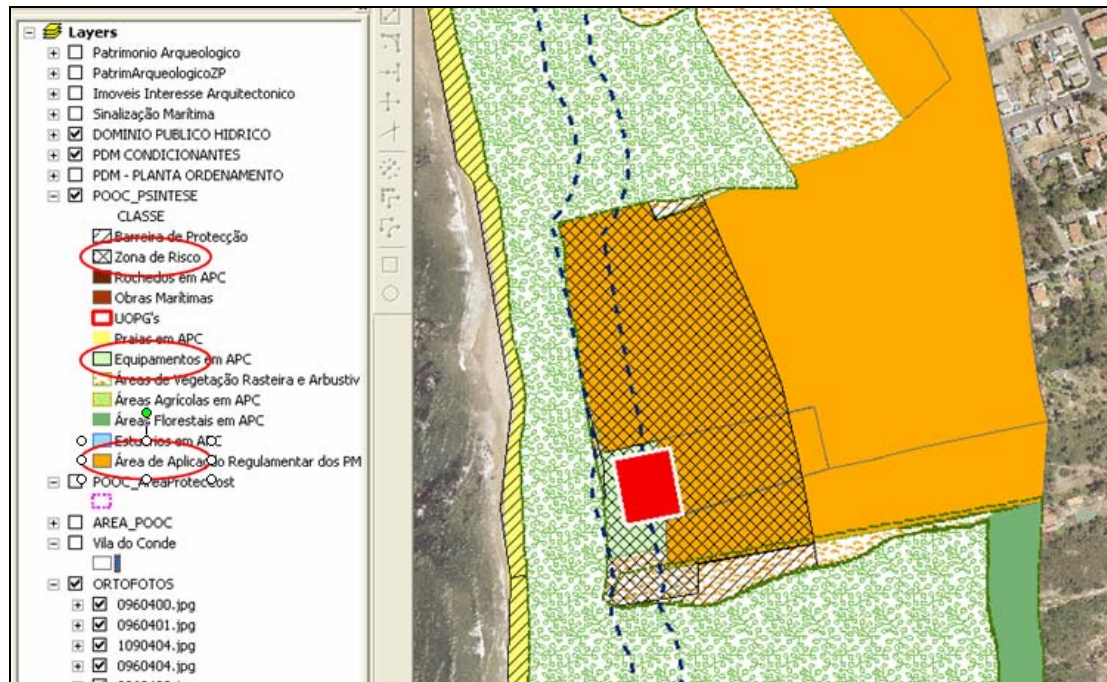 Layers
Patrimonio Arqueologico
PatrimArqueologicoZP
Imoveis Interesse Arquitectonico
Sinalização Marítima
DOMINIO PUBLICO HIDRICO
PDM CONDICIONANTES
PDM - PLANTA ORDENAMENTO
POOC_PSINTESE
CLASSE
Barreira de Protecção
Zona de Risco
Rochedos em APC
Obras Marítimas
UOPG's
Praias em APC
Equipamentos em APC
Áreas de Vegetação Rasteira e Arbustiv
Áreas Agrícolas em APC
Áreas Florestais em APC
Estuários em APC
Área de Aplicação Regulamentar dos PM
POOC_AreaProtecCost
AREA_POOC
Vila do Conde
ORTOFOTOS
0960400.jpg
0960401.jpg
1090404.jpg
0960404.jpg